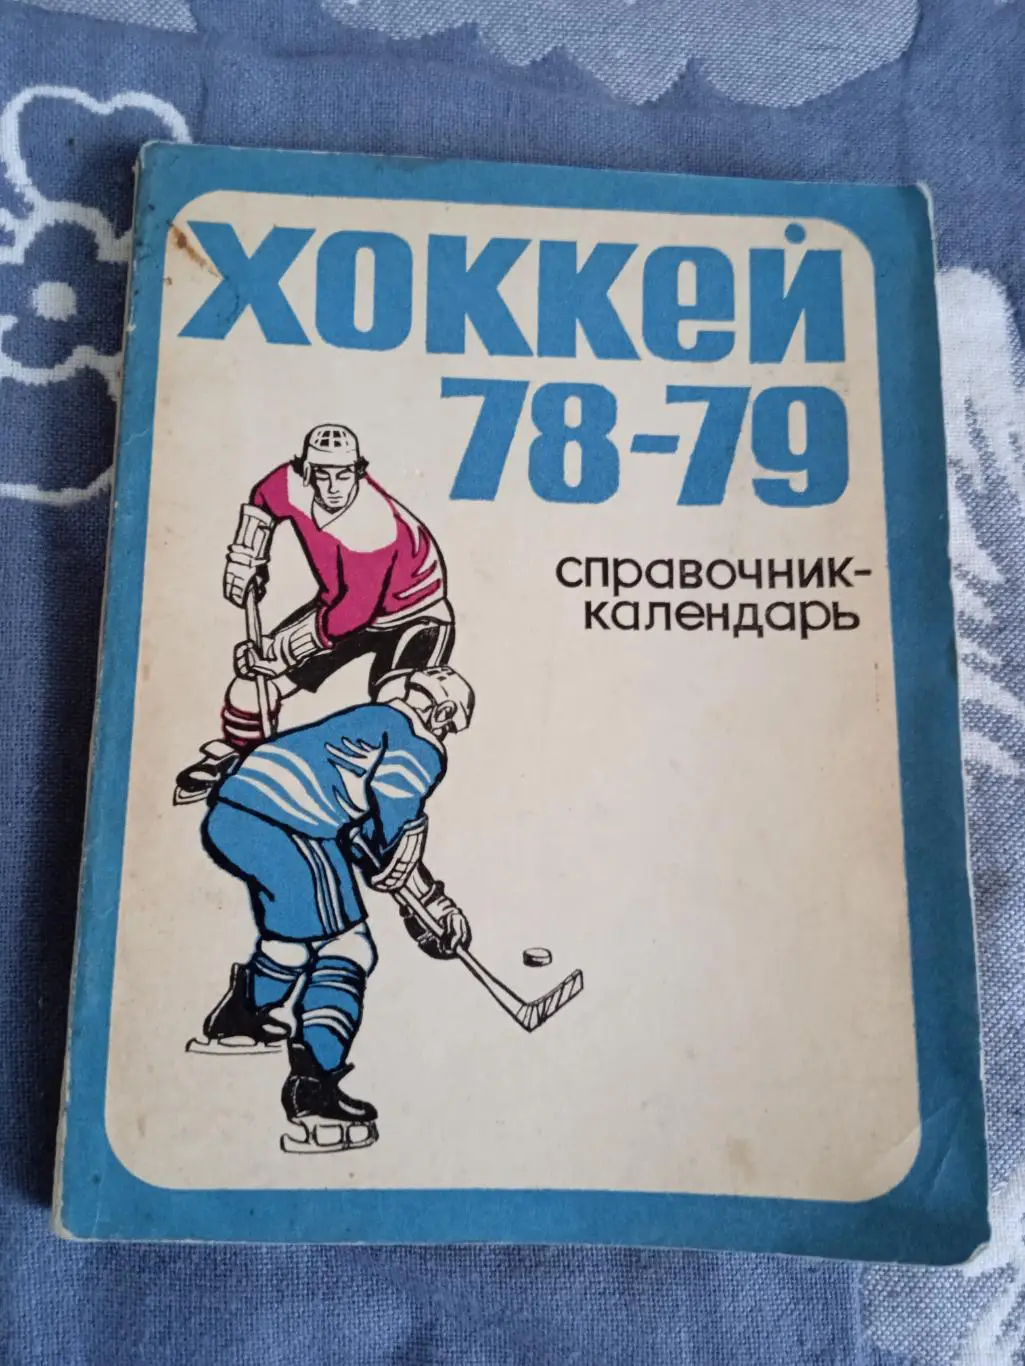 хоккей
78-79
справочник-
календарь